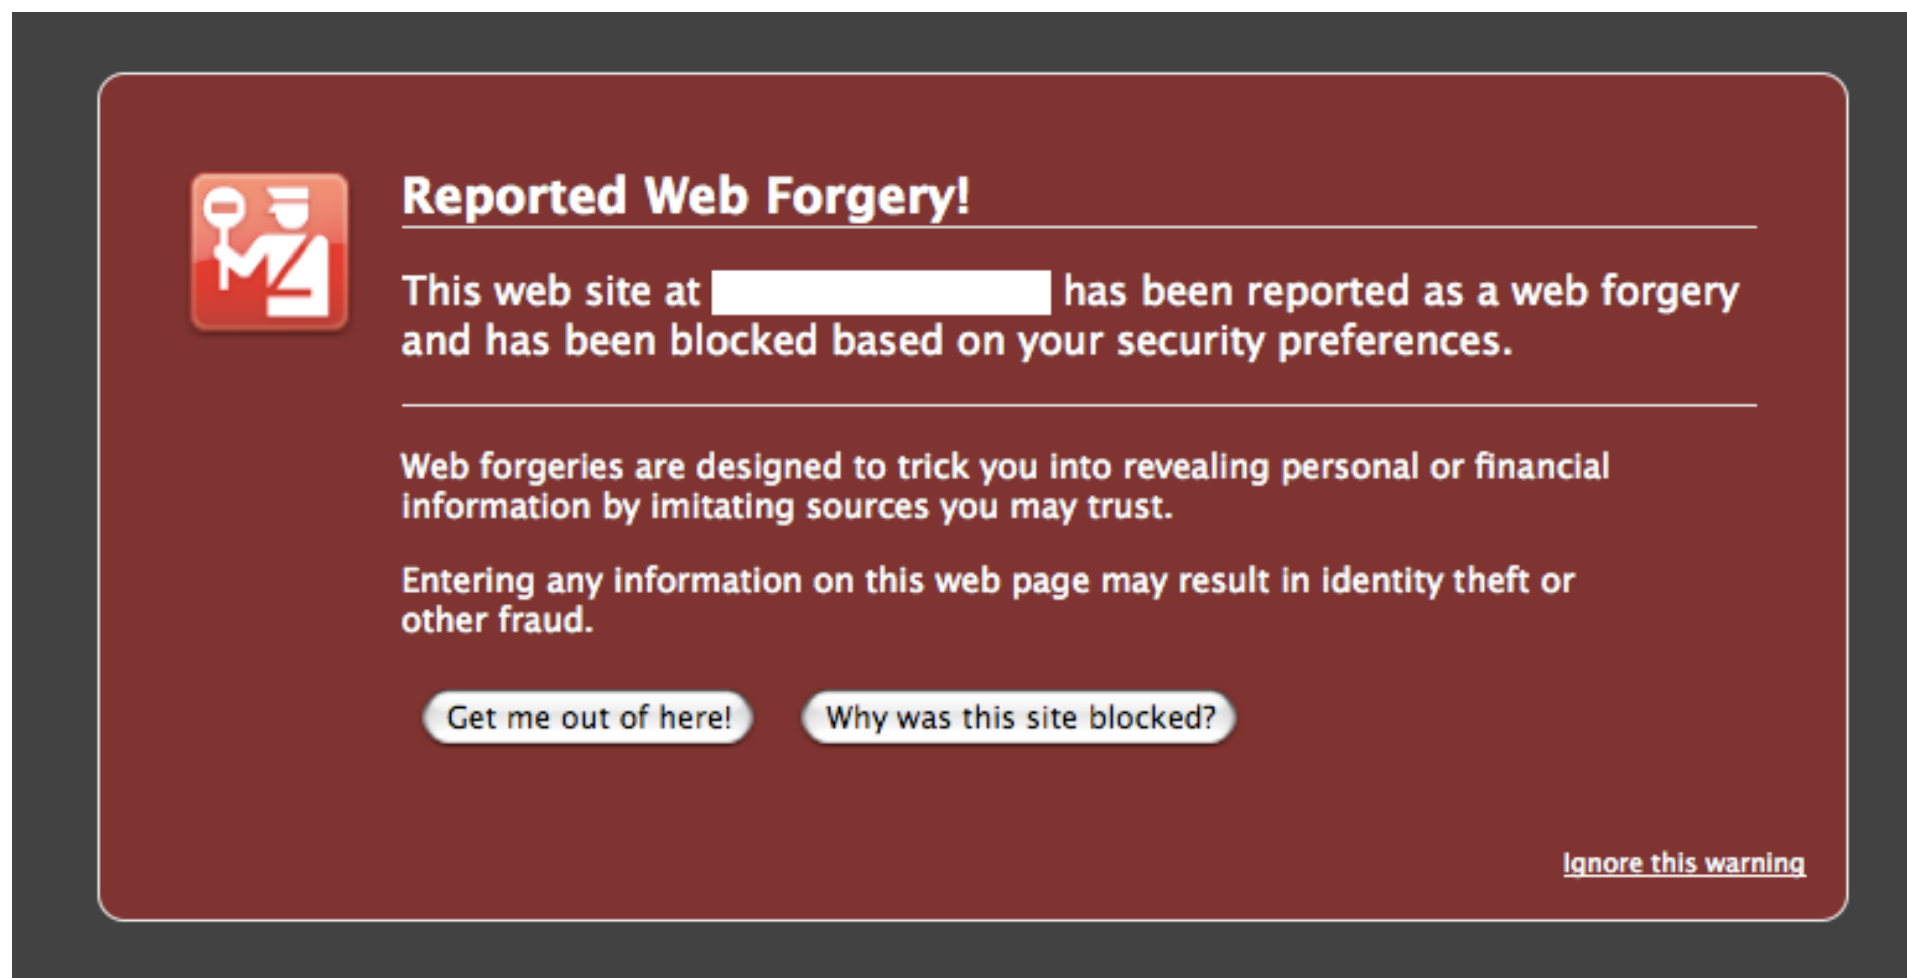 Reported Web Forgery!
This web site at has been reported as a web forgery
and has been blocked based on your security preferences.
Web forgeries are designed to trick you into revealing personal or financial
information by imitating sources you may trust.
Entering any information on this web page may result in identity theft or
other fraud.
Get me out of here! Why was this site blocked?
Ignore this warning